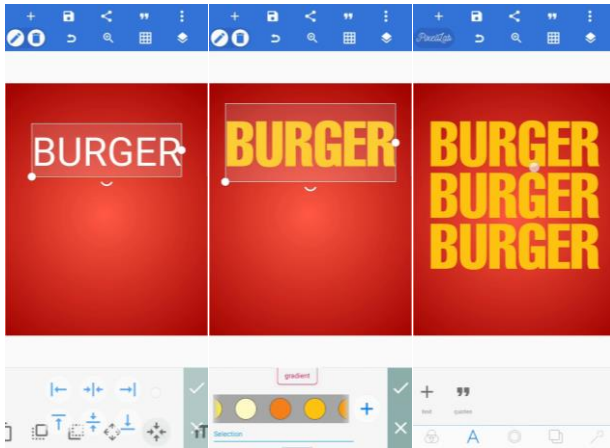 BURGER
BURGER
gradient
Selection
PixelLab
BURGER
BURGER
BURGER
text
quotes